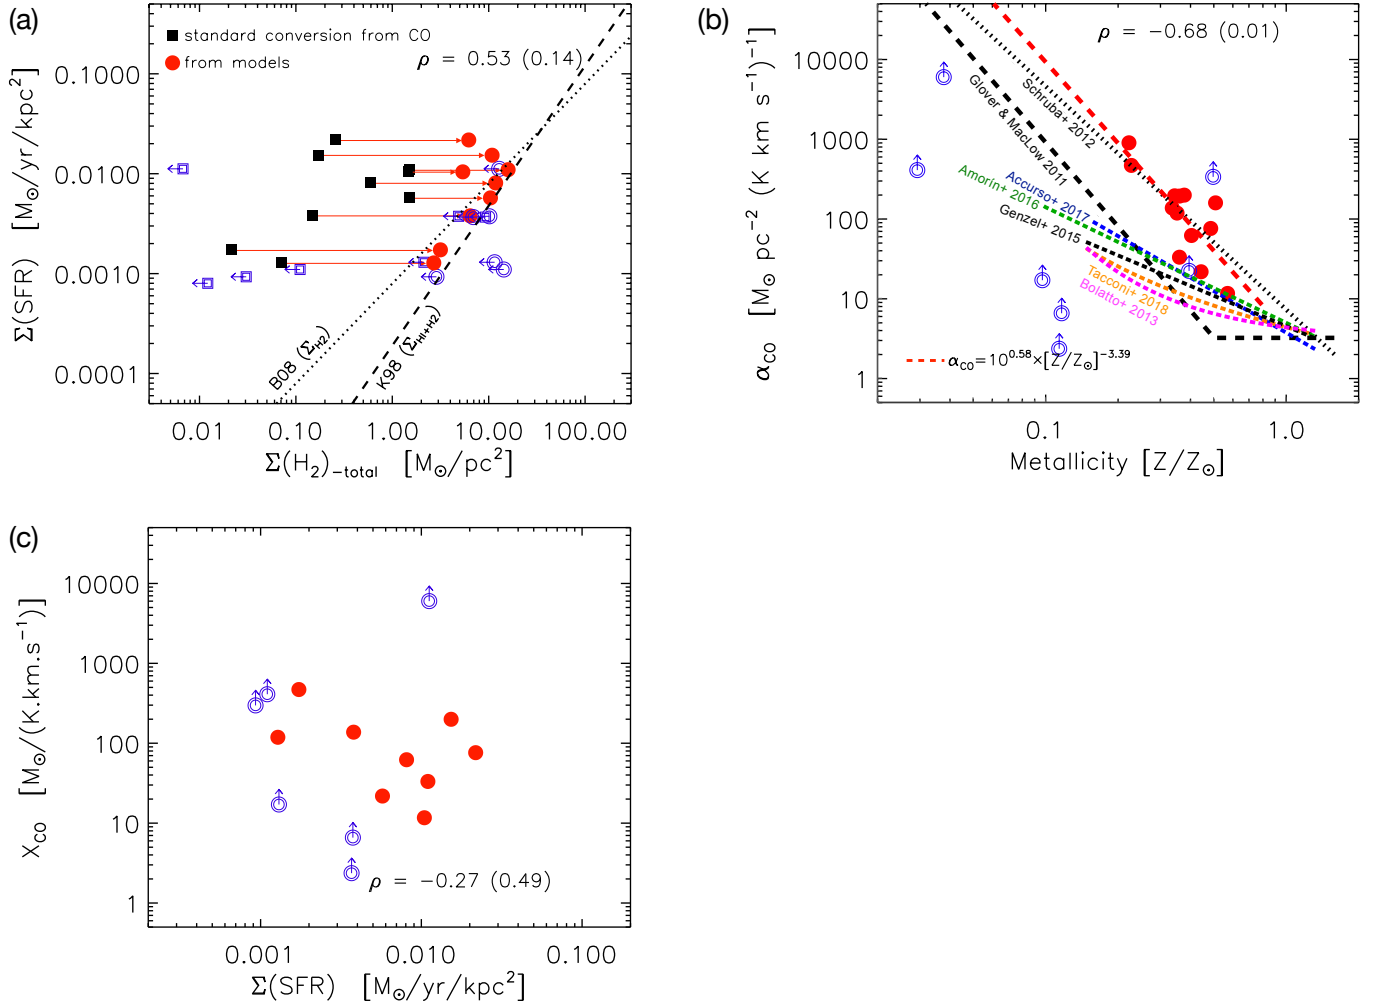 (a)
standard conversion from CO
from models
ρ = 0.53 (0.14)
Σ(SFR) [M⊙/yr/kpc²]
0.1000
0.0100
0.0010
0.0001
B08 (Σ_H2)
K98 (Σ_HI+H2)
0.01
0.10
1.00
10.00
100.00
Σ(H₂)_−total [M⊙/pc²]
(b)
ρ = −0.68 (0.01)
α_CO [M⊙ pc⁻² (K km s⁻¹)⁻¹]
10000
1000
100
10
1
Schruba+ 2012
Glover & MacLow 2011
Accurso+ 2017
Amorín+ 2016
Genzel+ 2015
Tacconi+ 2018
Bolatto+ 2013
α_CO=10^0.58×[Z/Z⊙]^−3.39
0.1
1.0
Metallicity [Z/Z⊙]
(c)
X_CO [M⊙/(K.km.s⁻¹)]
10000
1000
100
10
1
ρ = −0.27 (0.49)
0.001
0.010
0.100
Σ(SFR) [M⊙/yr/kpc²]